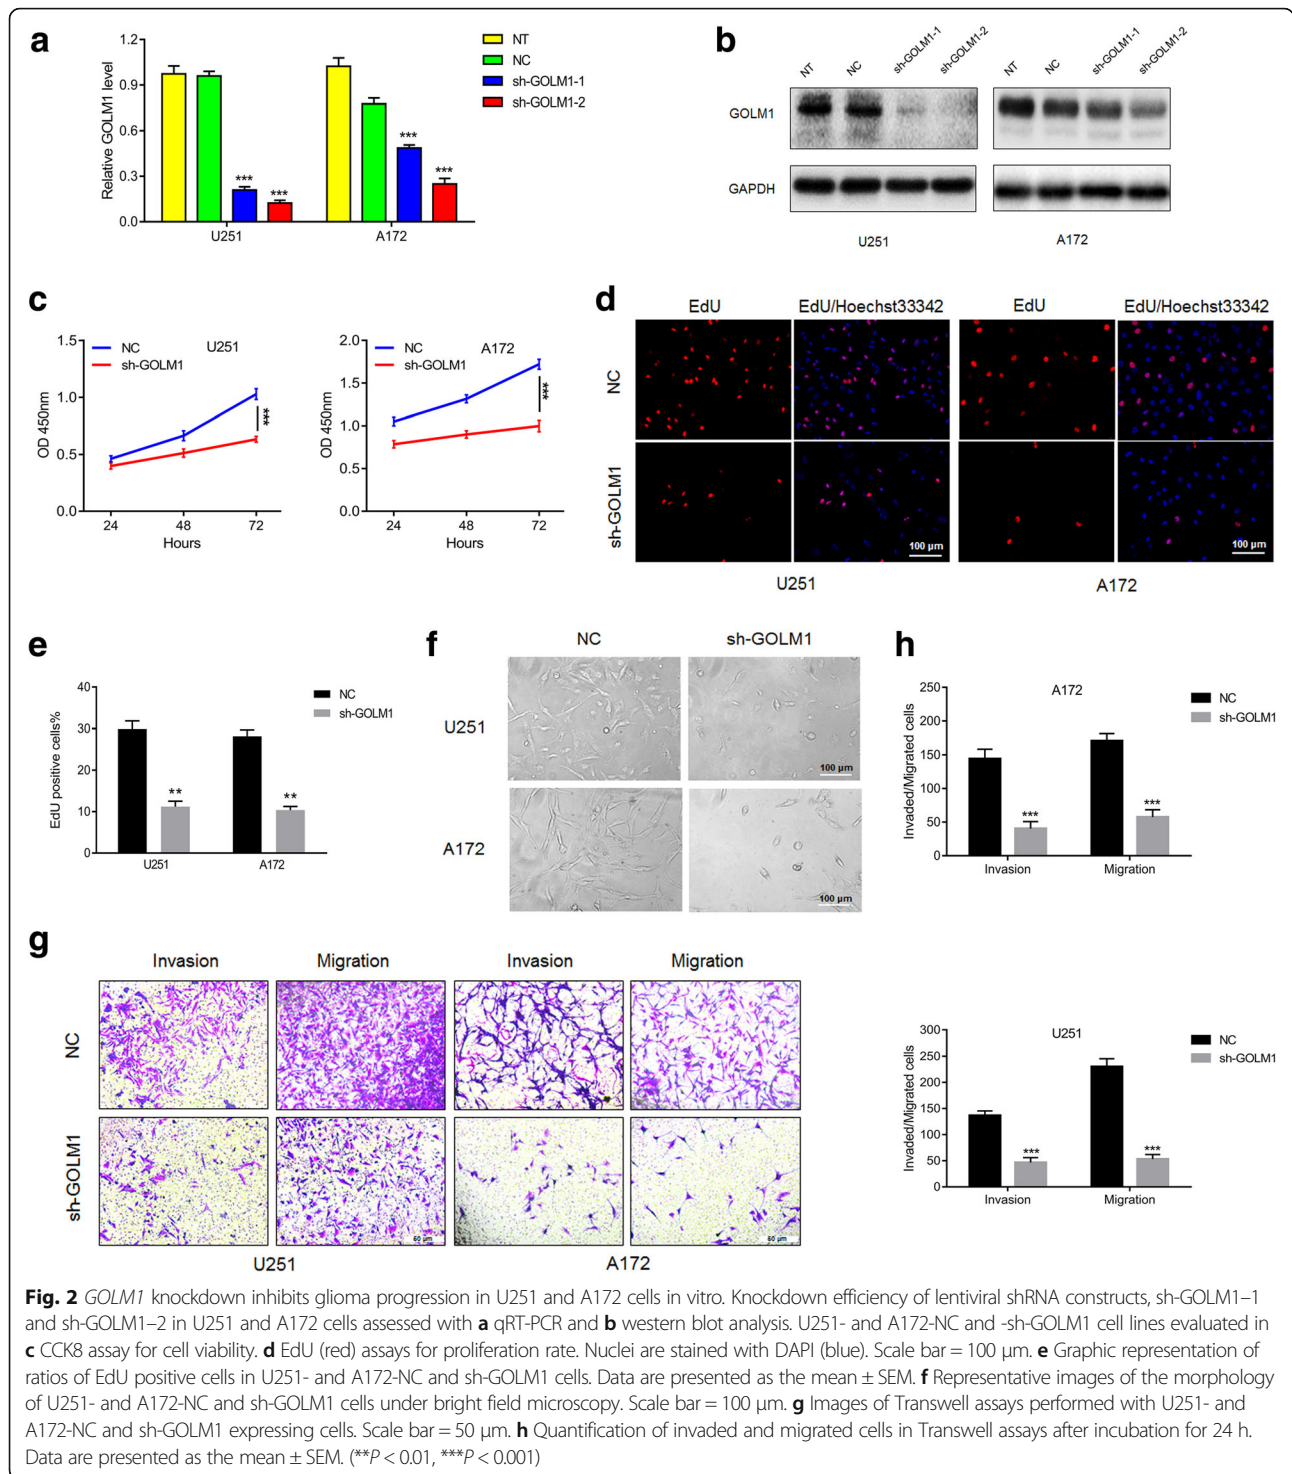 a
1.2
0.9
0.6
0.3
0.0
Relative GOLM1 level
NT
NC
sh-GOLM1-1
sh-GOLM1-2
*** ***
*** ***
U251 A172
b
NT NC sh-GOLM1-1 sh-GOLM1-2
NT NC sh-GOLM1-1 sh-GOLM1-2
GOLM1
GAPDH
U251 A172
c
U251
NC
sh-GOLM1
OD 450nm
1.5
1.0
0.5
0.0
***
24 48 72
Hours
A172
NC
sh-GOLM1
OD 450nm
2.0
1.5
1.0
0.5
0.0
***
24 48 72
Hours
d
EdU EdU/Hoechst33342 EdU EdU/Hoechst33342
NC
sh-GOLM1
100 µm 100 µm
U251 A172
e
NC
sh-GOLM1
EdU positive cells%
40
30
20
10
0
** **
U251 A172
f
NC sh-GOLM1
U251
100 µm
A172
100 µm
h
A172
NC
sh-GOLM1
Invaded/Migrated cells
250
200
150
100
50
0
*** ***
Invasion Migration
g
Invasion Migration Invasion Migration
NC
sh-GOLM1
50 µm 50 µm
U251 A172
U251
NC
sh-GOLM1
Invaded/Migrated cells
300
250
200
150
100
50
0
*** ***
Invasion Migration
Fig. 2 GOLM1 knockdown inhibits glioma progression in U251 and A172 cells in vitro. Knockdown efficiency of lentiviral shRNA constructs, sh-GOLM1–1
and sh-GOLM1–2 in U251 and A172 cells assessed with a qRT-PCR and b western blot analysis. U251- and A172-NC and -sh-GOLM1 cell lines evaluated in
c CCK8 assay for cell viability. d EdU (red) assays for proliferation rate. Nuclei are stained with DAPI (blue). Scale bar = 100 µm. e Graphic representation of
ratios of EdU positive cells in U251- and A172-NC and sh-GOLM1 cells. Data are presented as the mean ± SEM. f Representative images of the morphology
of U251- and A172-NC and sh-GOLM1 cells under bright field microscopy. Scale bar = 100 µm. g Images of Transwell assays performed with U251- and
A172-NC and sh-GOLM1 expressing cells. Scale bar = 50 µm. h Quantification of invaded and migrated cells in Transwell assays after incubation for 24 h.
Data are presented as the mean ± SEM. (**P < 0.01, ***P < 0.001)